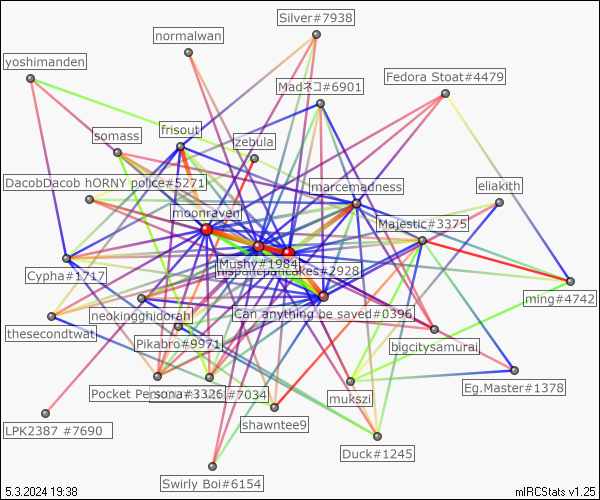 Silver#7938
normalwan
yoshimanden
Fedora Stoat#4479
Madネコ#6901
somass
frisout
zebula
DacobDacob hORNY police#5271
marcemadness
eliakith
moonraven
Majestic#3375
Mushy#1984
#2928
Cypha#1717
ming#4742
neokingghidorah
Can anything be saved#0396
thesecondtwat
Pikabro#9971
bigcitysamurai
Pocket Person#3326
#7034
Eg.Master#1378
mukszi
LPK2387 #7690
shawntee9
Duck#1245
Swirly Boi#6154
5.3.2024 19:38
mIRCStats v1.25